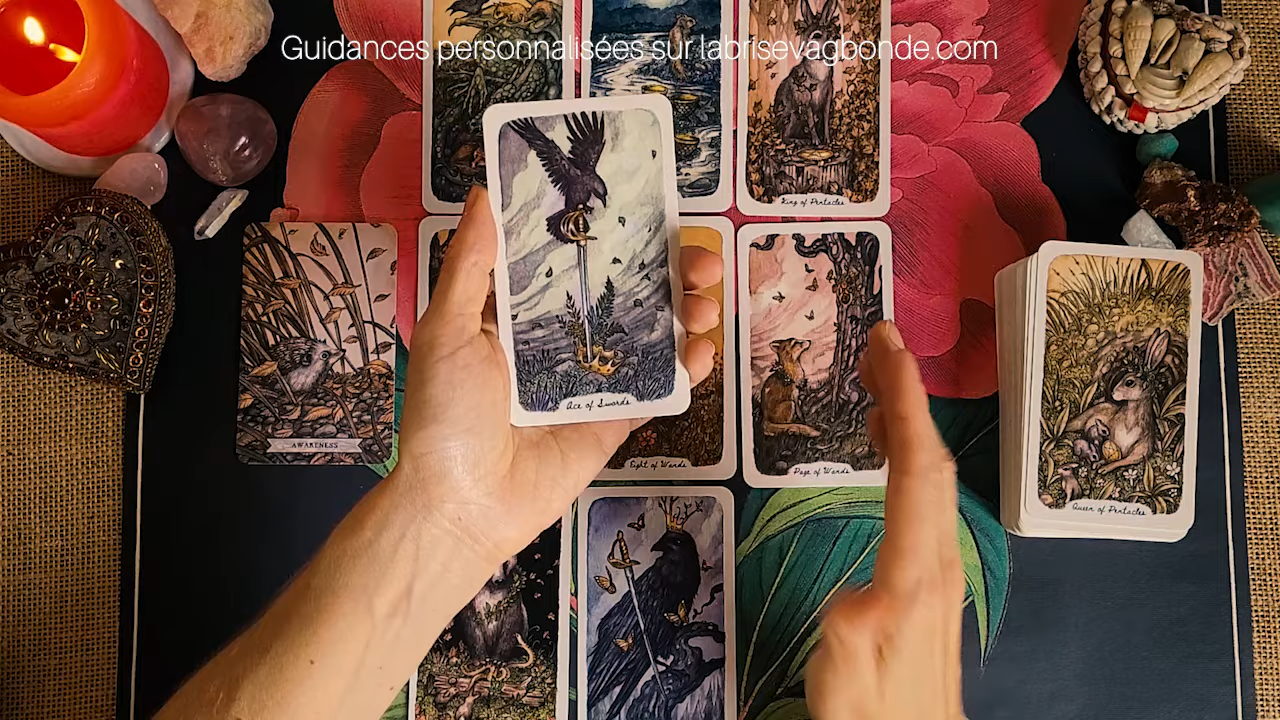 Guidances personnalisées sur labrisevagbonde.com
King of Pentacles
Ace of Swords
AWARENESS
Eight of Wands
Page of Wands
Queen of Pentacles